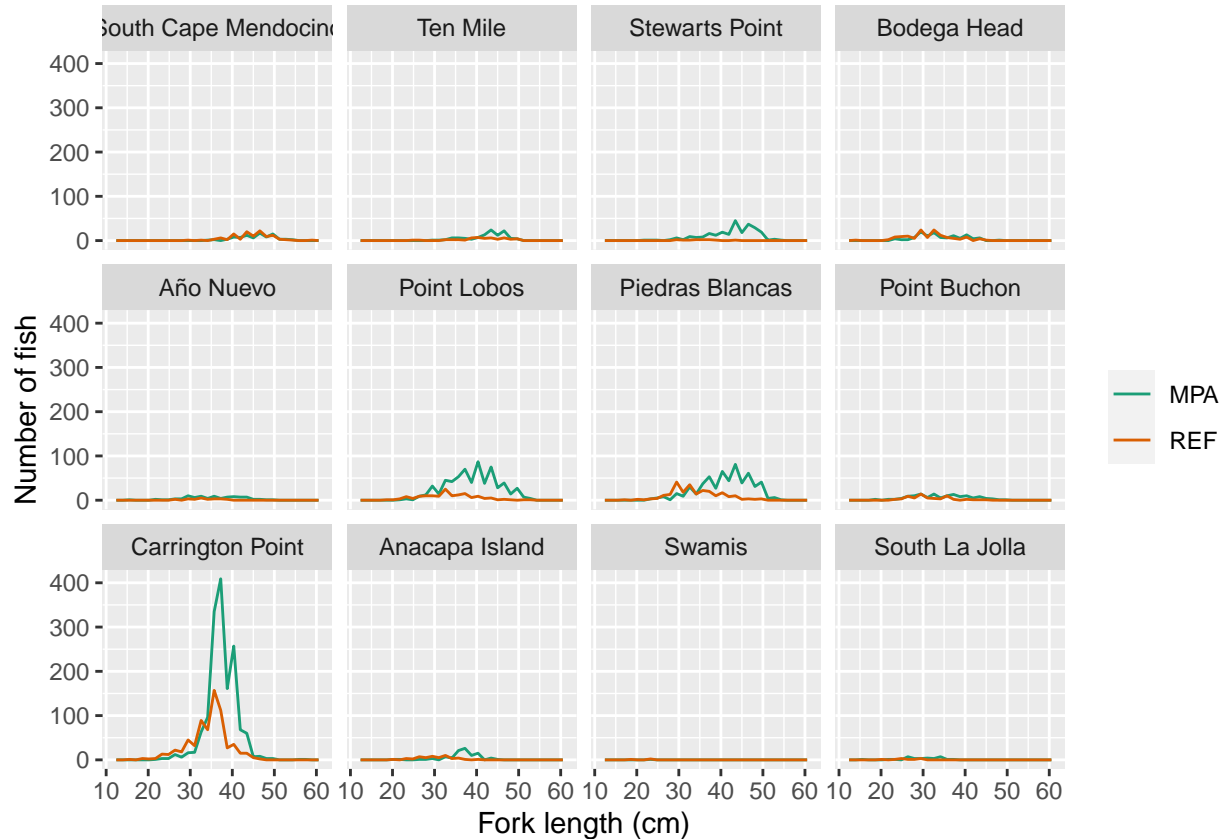 South Cape Mendocino Ten Mile Stewarts Point Bodega Head
400
300
200
100
0
Año Nuevo Point Lobos Piedras Blancas Point Buchon
400
300
200
100
0
Carrington Point Anacapa Island Swamis South La Jolla
400
300
200
100
0
10 20 30 40 50 60 10 20 30 40 50 60 10 20 30 40 50 60 10 20 30 40 50 60
Fork length (cm)
Number of fish
MPA
REF